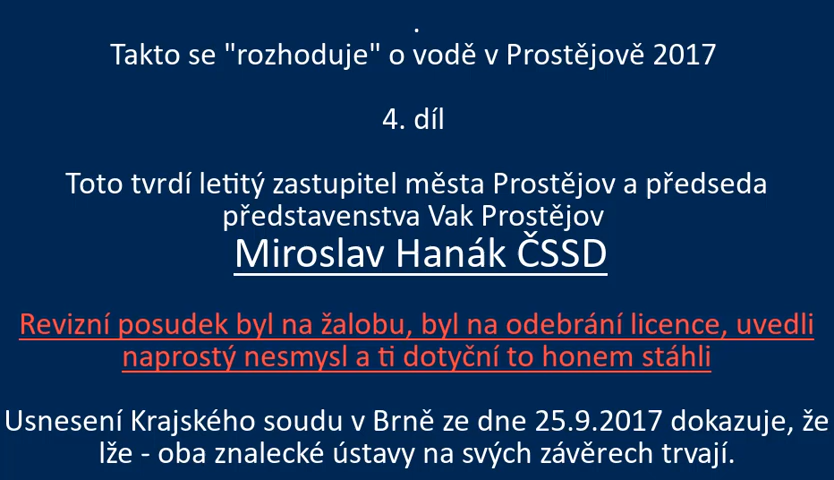 .
Takto se "rozhoduje" o vodě v Prostějově 2017
4. díl
Toto tvrdí letitý zastupitel města Prostějov a předseda
představenstva Vak Prostějov
Miroslav Hanák ČSSD
Revizní posudek byl na žalobu, byl na odebrání licence, uvedli
naprostý nesmysl a ti dotyční to honem stáhli
Usnesení Krajského soudu v Brně ze dne 25.9.2017 dokazuje, že
lže - oba znalecké ústavy na svých závěrech trvají.